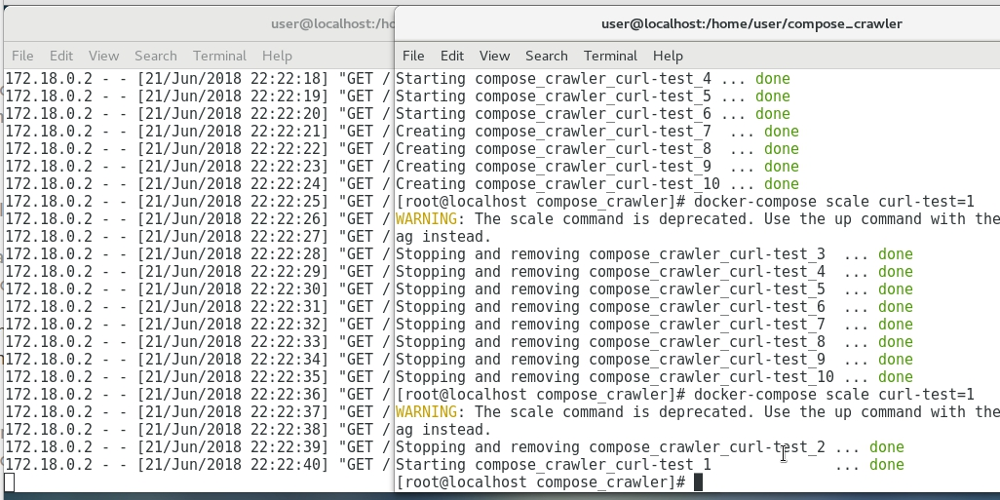 user@localhost:/ho
File Edit View Search Terminal Help
172.18.0.2 - - [21/Jun/2018 22:22:18] "GET /
172.18.0.2 - - [21/Jun/2018 22:22:19] "GET /
172.18.0.2 - - [21/Jun/2018 22:22:20] "GET /
172.18.0.2 - - [21/Jun/2018 22:22:21] "GET /
172.18.0.2 - - [21/Jun/2018 22:22:22] "GET /
172.18.0.2 - - [21/Jun/2018 22:22:23] "GET /
172.18.0.2 - - [21/Jun/2018 22:22:24] "GET /
172.18.0.2 - - [21/Jun/2018 22:22:25] "GET /
172.18.0.2 - - [21/Jun/2018 22:22:26] "GET /
172.18.0.2 - - [21/Jun/2018 22:22:27] "GET /
172.18.0.2 - - [21/Jun/2018 22:22:28] "GET /
172.18.0.2 - - [21/Jun/2018 22:22:29] "GET /
172.18.0.2 - - [21/Jun/2018 22:22:30] "GET /
172.18.0.2 - - [21/Jun/2018 22:22:31] "GET /
172.18.0.2 - - [21/Jun/2018 22:22:32] "GET /
172.18.0.2 - - [21/Jun/2018 22:22:33] "GET /
172.18.0.2 - - [21/Jun/2018 22:22:34] "GET /
172.18.0.2 - - [21/Jun/2018 22:22:35] "GET /
172.18.0.2 - - [21/Jun/2018 22:22:36] "GET /
172.18.0.2 - - [21/Jun/2018 22:22:37] "GET /
172.18.0.2 - - [21/Jun/2018 22:22:38] "GET /
172.18.0.2 - - [21/Jun/2018 22:22:39] "GET /
172.18.0.2 - - [21/Jun/2018 22:22:40] "GET /
user@localhost:/home/user/compose_crawler
File Edit View Search Terminal Help
Starting compose_crawler_curl-test_4 ... done
Starting compose_crawler_curl-test_5 ... done
Starting compose_crawler_curl-test_6 ... done
Creating compose_crawler_curl-test_7  ... done
Creating compose_crawler_curl-test_8  ... done
Creating compose_crawler_curl-test_9  ... done
Creating compose_crawler_curl-test_10 ... done
[root@localhost compose_crawler]# docker-compose scale curl-test=1
WARNING: The scale command is deprecated. Use the up command with the
ag instead.
Stopping and removing compose_crawler_curl-test_3  ... done
Stopping and removing compose_crawler_curl-test_4  ... done
Stopping and removing compose_crawler_curl-test_5  ... done
Stopping and removing compose_crawler_curl-test_6  ... done
Stopping and removing compose_crawler_curl-test_7  ... done
Stopping and removing compose_crawler_curl-test_8  ... done
Stopping and removing compose_crawler_curl-test_9  ... done
Stopping and removing compose_crawler_curl-test_10 ... done
[root@localhost compose_crawler]# docker-compose scale curl-test=1
WARNING: The scale command is deprecated. Use the up command with the
ag instead.
Stopping and removing compose_crawler_curl-test_2 ... done
Starting compose_crawler_curl-test_1              ... done
[root@localhost compose_crawler]#